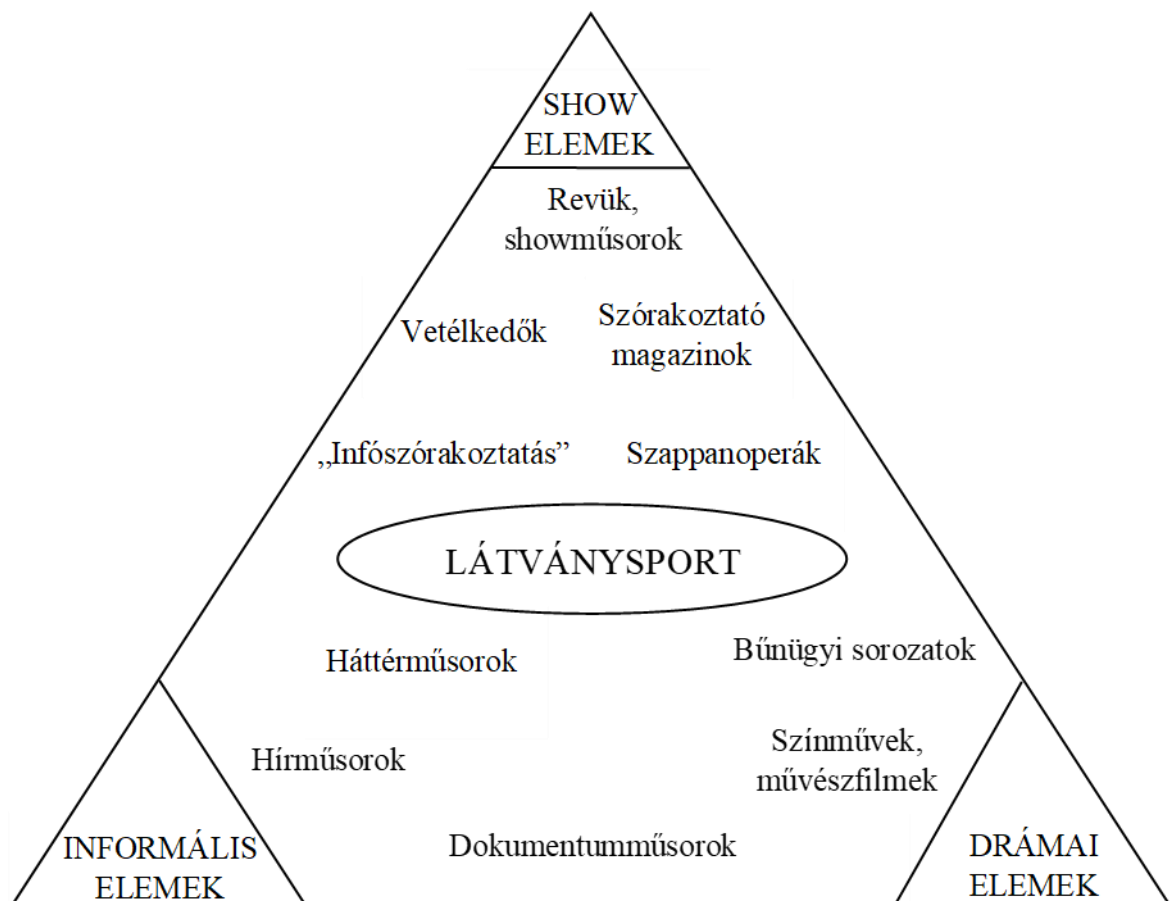 SHOW
ELEMEK
Revük,
showműsorok
Vetélkedők
Szórakoztató
magazinok
„Infószórakoztatás”
Szappanoperák
LÁTVÁNYSPORT
Háttérműsorok
Bűnügyi sorozatok
Hírműsorok
Színművek,
művészfilmek
Dokumentumműsorok
INFORMÁLIS
ELEMEK
DRÁMAI
ELEMEK